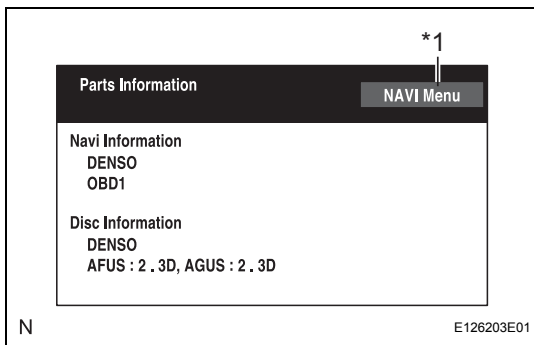 *1
Parts Information
NAVI Menu
Navi Information
DENSO
OBD1
Disc Information
DENSO
AFUS : 2 . 3D, AGUS : 2 . 3D
N
E126203E01